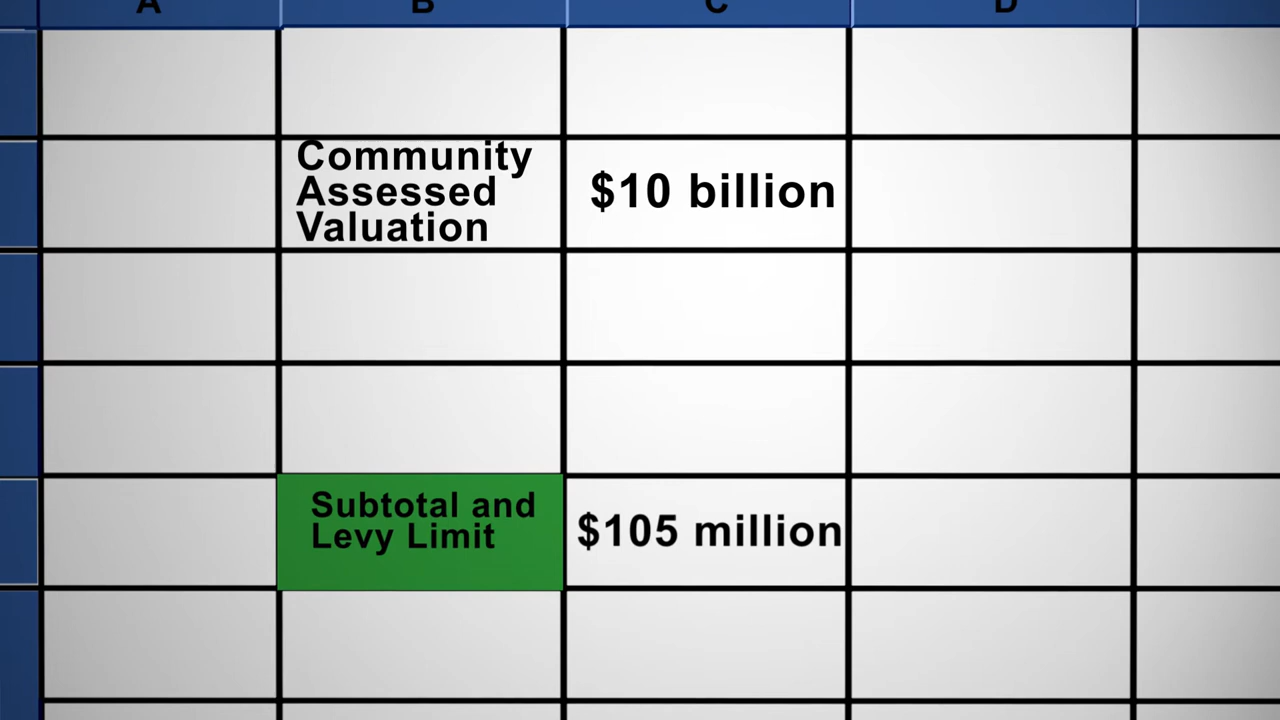 A B C D
Community
Assessed
Valuation
$10 billion
Subtotal and
Levy Limit
$105 million